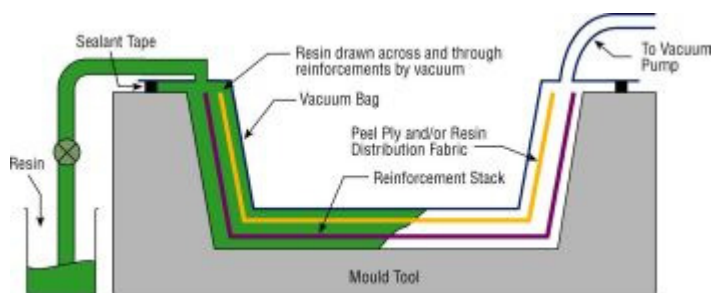 Sealant Tape
Resin drawn across and through
reinforcements by vacuum
To Vacuum
Pump
Vacuum Bag
Peel Ply and/or Resin
Distribution Fabric
Resin
Reinforcement Stack
Mould Tool